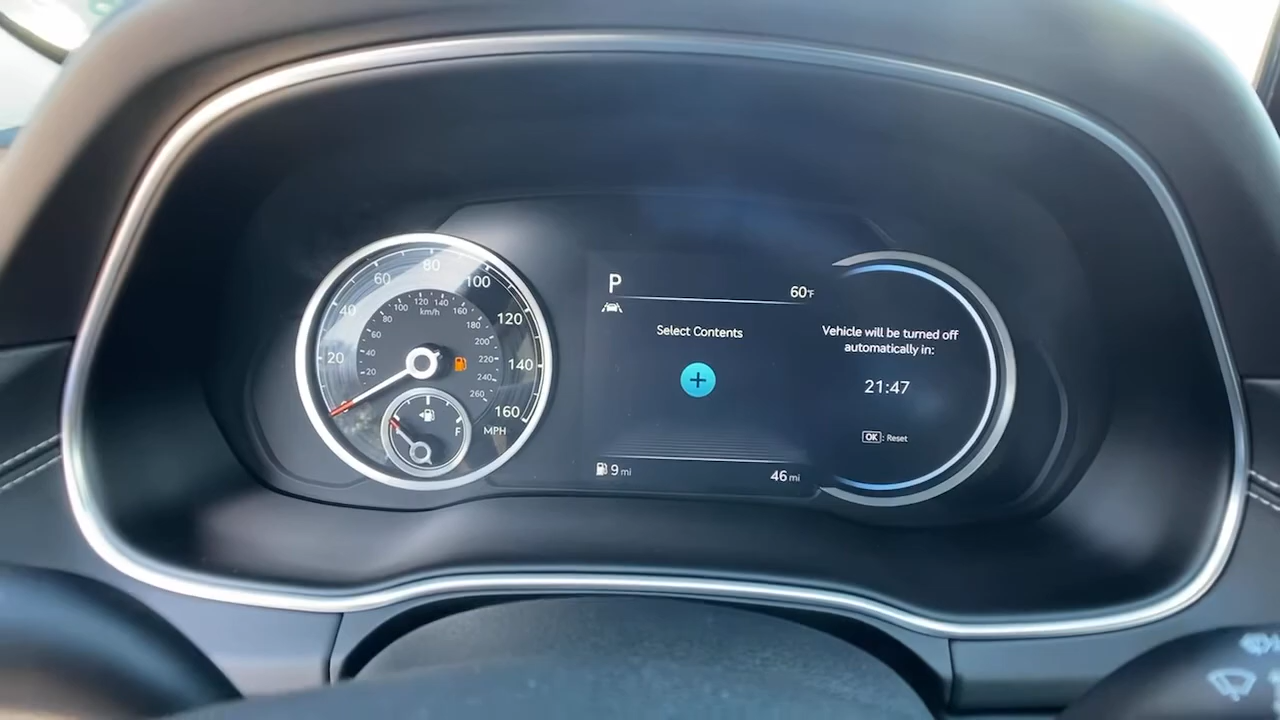 20
40
60
80
100
120
140
160
MPH
20
40
60
80
100
120
140
160
180
200
220
240
260
km/h
F
P
60°F
Select Contents
+
9 mi
46 mi
Vehicle will be turned off
automatically in:
21:47
OK : Reset